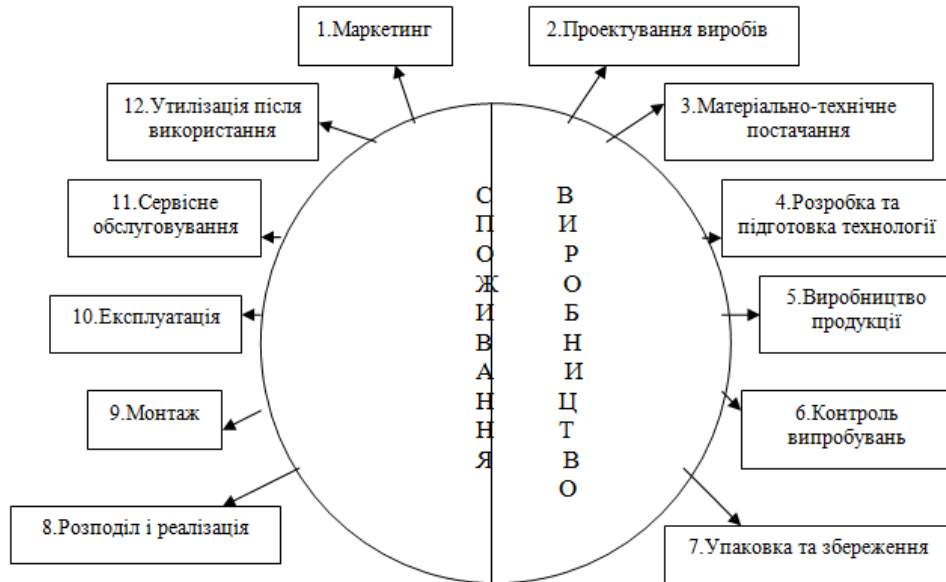 1.Маркетинг
2.Проектування виробів
12.Утилізація після
використання
3.Матеріально-технічне
постачання
11.Сервісне
обслуговування
4.Розробка та
підготовка технології
10.Експлуатація
5.Виробництво
продукції
9.Монтаж
6.Контроль
випробувань
8.Розподіл і реалізація
7.Упаковка та збереження
СПОЖИВАННЯ
ВИРОБНИЦТВО